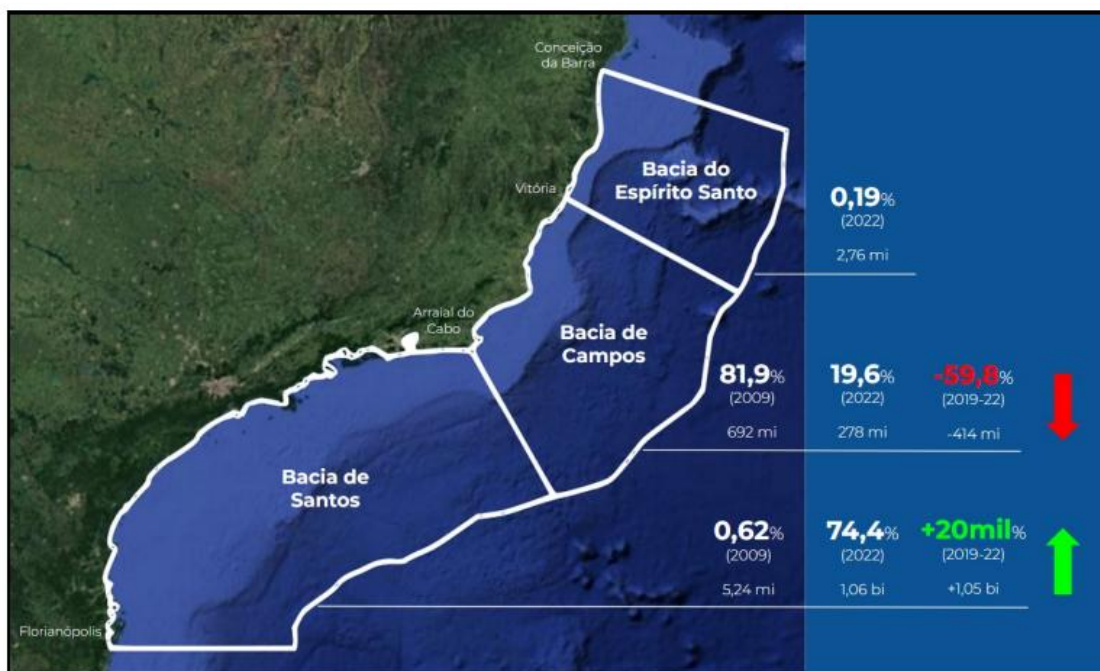 Conceição
da Barra
Bacia do
Espírito Santo
Vitória
0,19%
(2022)
2,76 mi
Arraial do
Cabo
Bacia de
Campos
81,9%
(2009)
692 mi
19,6%
(2022)
278 mi
-59,8%
(2019-22)
-414 mi
Bacia de
Santos
0,62%
(2009)
5,24 mi
74,4%
(2022)
1,06 bi
+20mil%
(2019-22)
+1,05 bi
Florianópolis